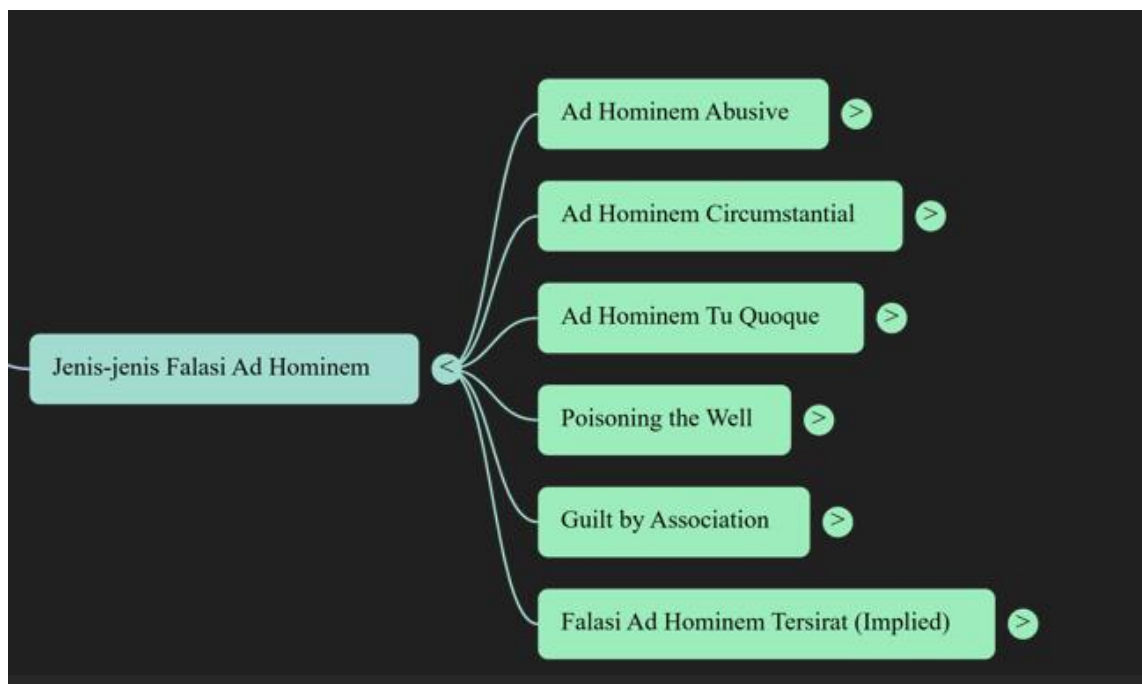 Ad Hominem Abusive >
Ad Hominem Circumstantial >
Ad Hominem Tu Quoque >
Jenis-jenis Falasi Ad Hominem <
Poisoning the Well >
Guilt by Association >
Falasi Ad Hominem Tersirat (Implied) >